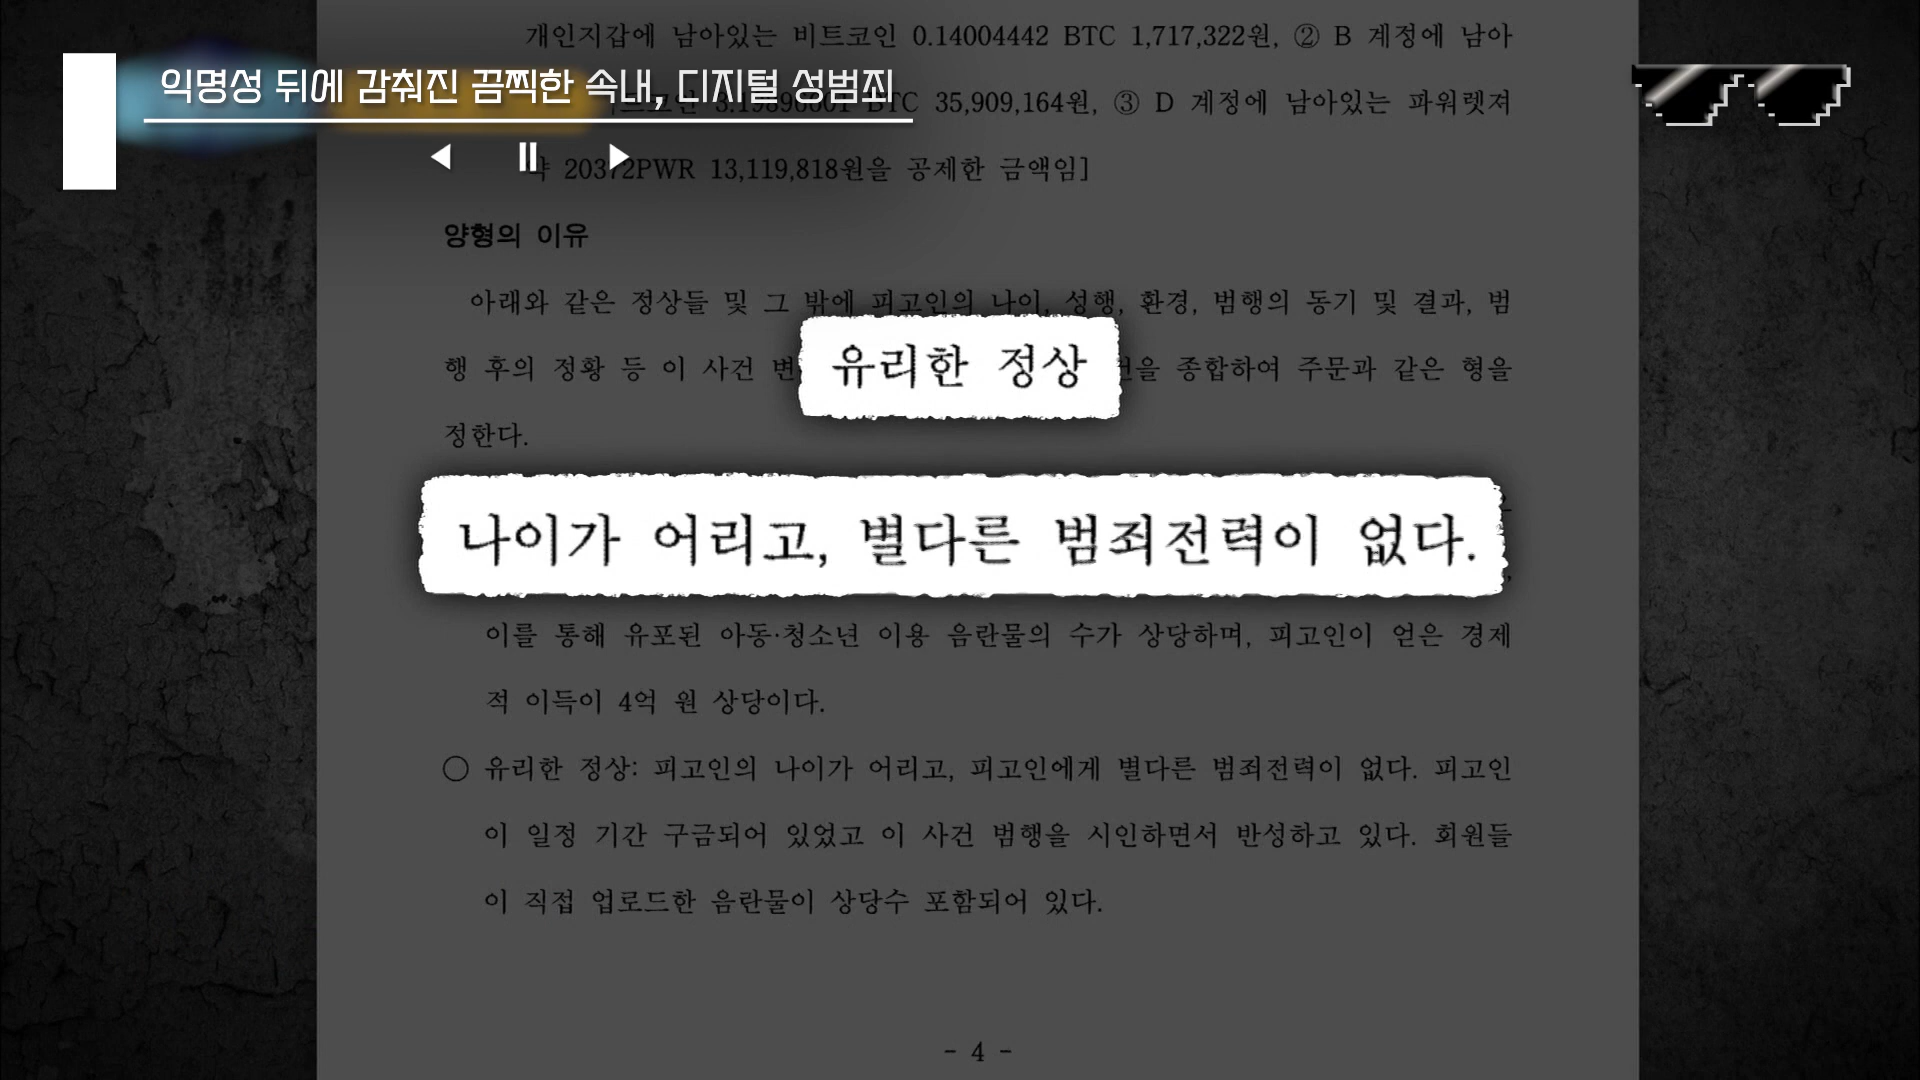 개인지갑에 남아있는 비트코인 0.14004442 BTC 1,717,322원, ② B 계정에 남아
익명성 뒤에 감춰진 끔찍한 속내, 디지털 성범죄
BTC 35,909,164원, ③ D 계정에 남아있는 파워렛져
20372PWR 13,119,818원을 공제한 금액임]
양형의 이유
아래와 같은 정상들 및 그 밖에 피고인의 나이, 성행, 환경, 범행의 동기 및 결과, 범
행 후의 정황 등 이 사건 변
유리한 정상
종합하여 주문과 같은 형을
정한다.
나이가 어리고, 별다른 범죄전력이 없다.
이를 통해 유포된 아동·청소년 이용 음란물의 수가 상당하며, 피고인이 얻은 경제
적 이득이 4억 원 상당이다.
○ 유리한 정상: 피고인의 나이가 어리고, 피고인에게 별다른 범죄전력이 없다. 피고인
이 일정 기간 구금되어 있었고 이 사건 범행을 시인하면서 반성하고 있다. 회원들
이 직접 업로드한 음란물이 상당수 포함되어 있다.
- 4 -